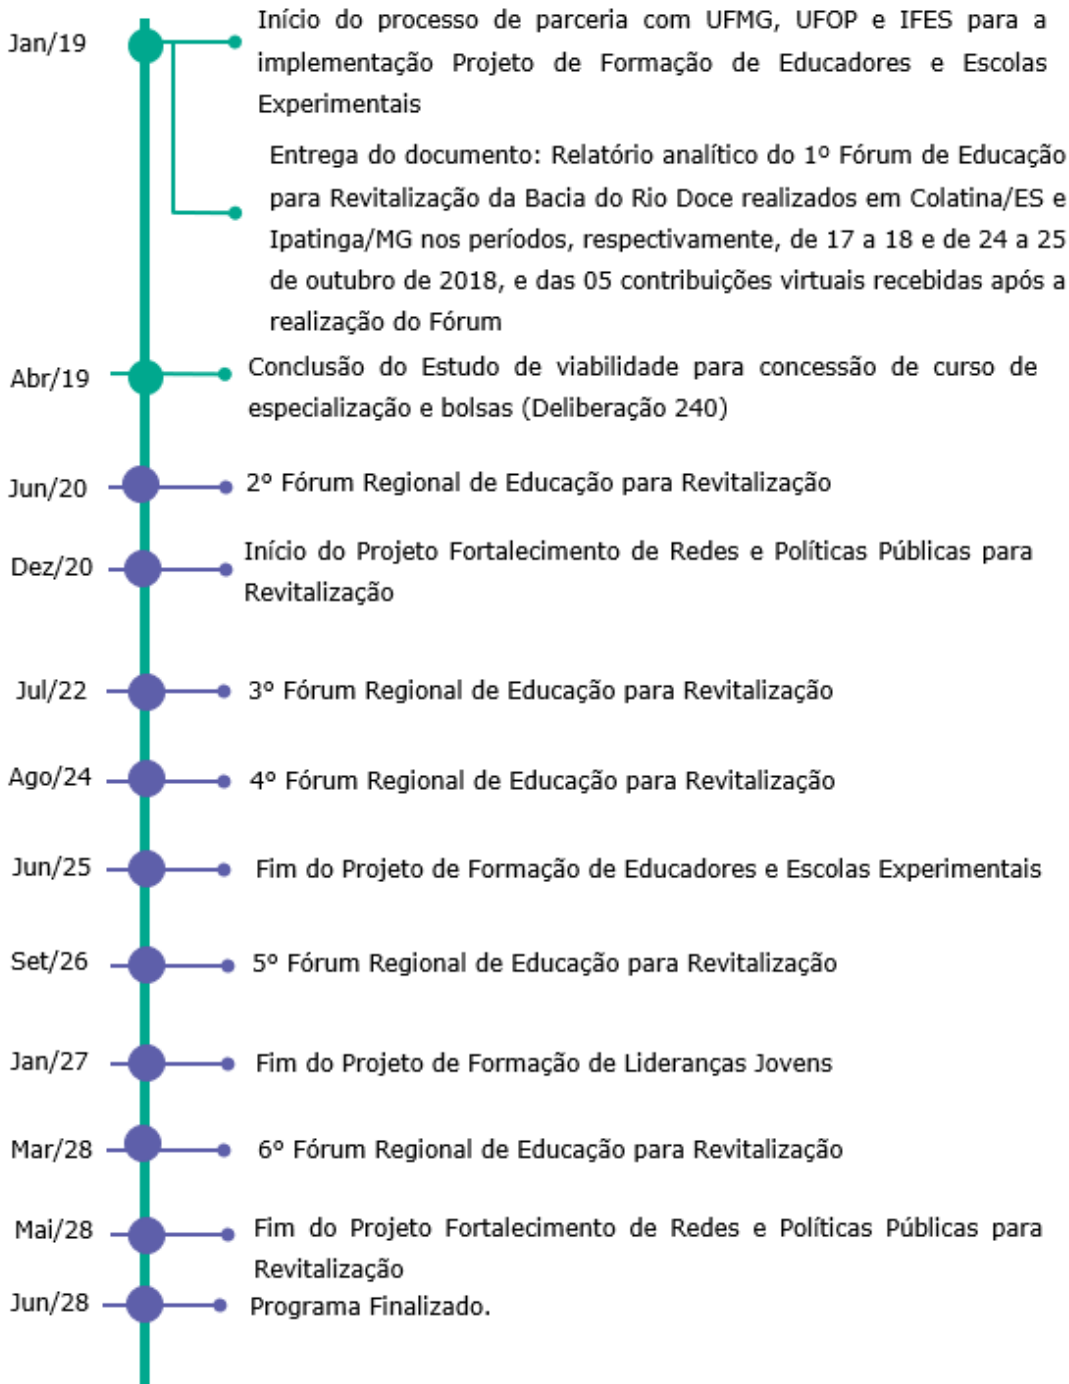 Jan/19
Início do processo de parceria com UFMG, UFOP e IFES para a
implementação Projeto de Formação de Educadores e Escolas
Experimentais
Entrega do documento: Relatório analítico do 1º Fórum de Educação
para Revitalização da Bacia do Rio Doce realizados em Colatina/ES e
Ipatinga/MG nos períodos, respectivamente, de 17 a 18 e de 24 a 25
de outubro de 2018, e das 05 contribuições virtuais recebidas após a
realização do Fórum
Abr/19
Conclusão do Estudo de viabilidade para concessão de curso de
especialização e bolsas (Deliberação 240)
Jun/20
2º Fórum Regional de Educação para Revitalização
Dez/20
Início do Projeto Fortalecimento de Redes e Políticas Públicas para
Revitalização
Jul/22
3º Fórum Regional de Educação para Revitalização
Ago/24
4º Fórum Regional de Educação para Revitalização
Jun/25
Fim do Projeto de Formação de Educadores e Escolas Experimentais
Set/26
5º Fórum Regional de Educação para Revitalização
Jan/27
Fim do Projeto de Formação de Lideranças Jovens
Mar/28
6º Fórum Regional de Educação para Revitalização
Mai/28
Fim do Projeto Fortalecimento de Redes e Políticas Públicas para
Revitalização
Jun/28
Programa Finalizado.